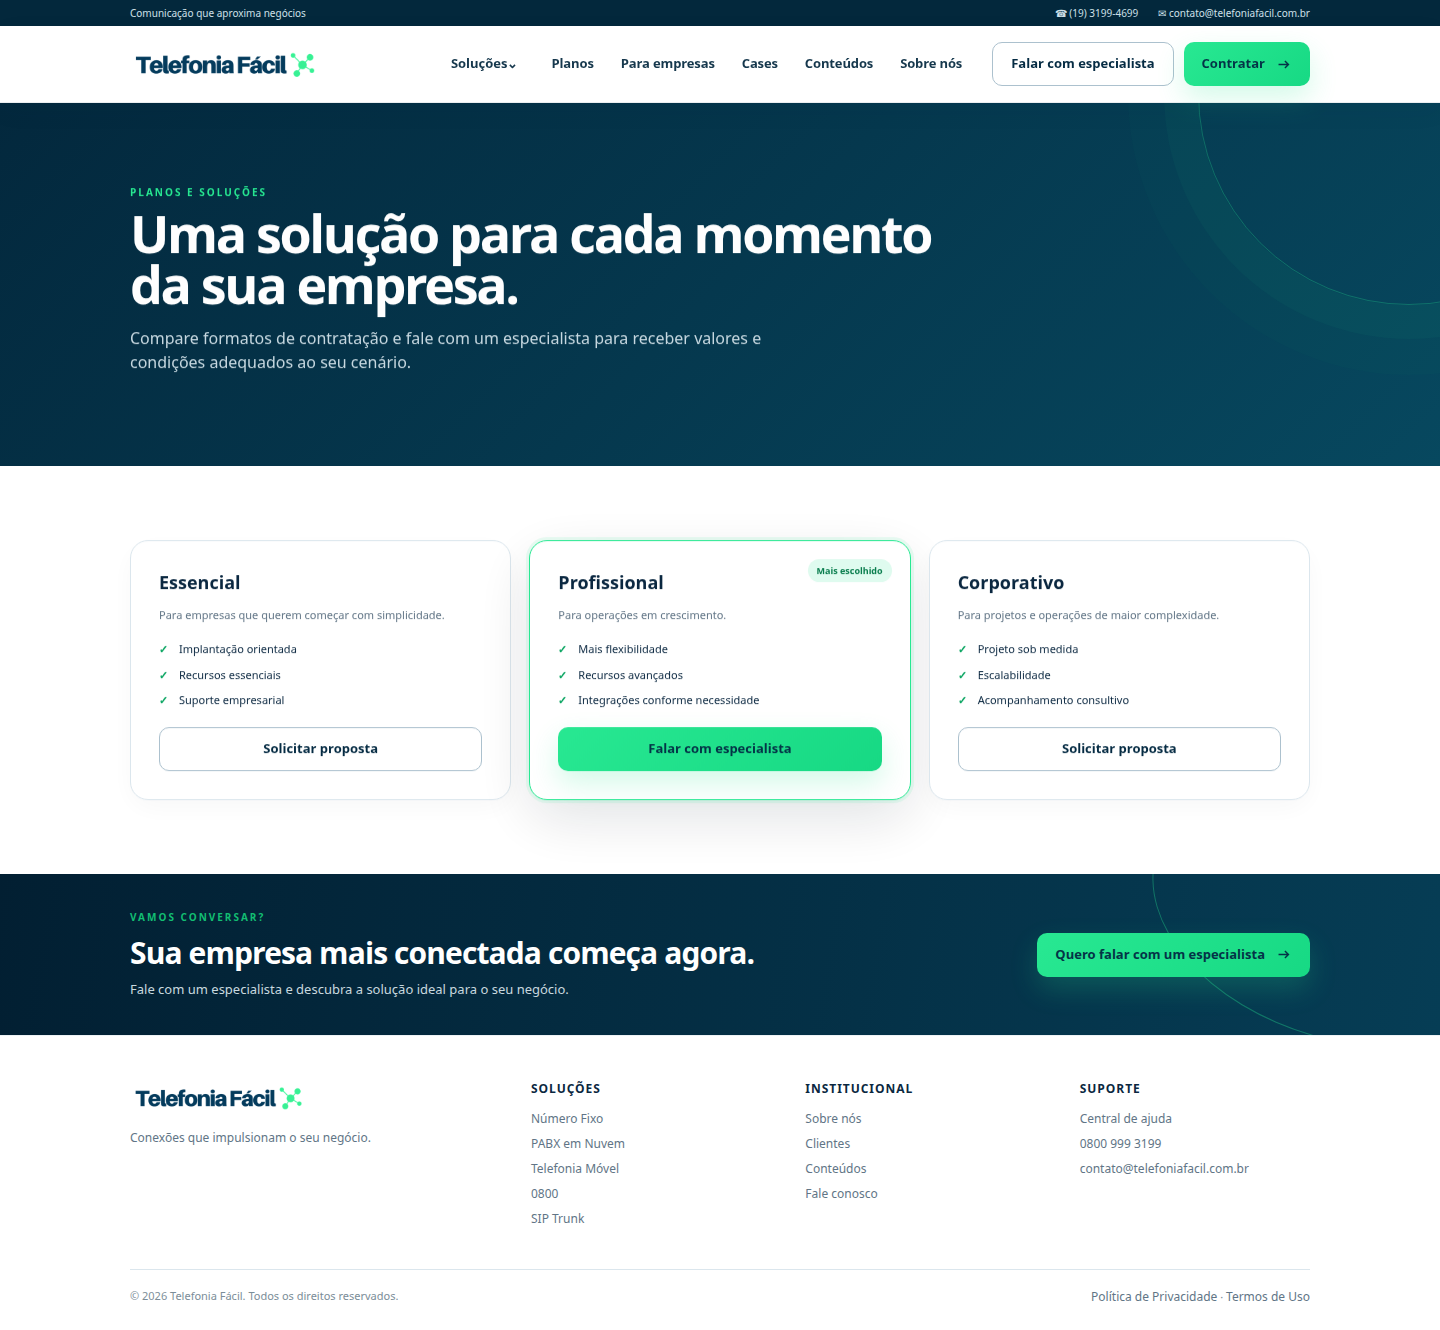 Comunicação que aproxima negócios
☎ (19) 3199-4699
✉ contato@telefoniafacil.com.br
Telefonia Fácil
Soluções
Planos
Para empresas
Cases
Conteúdos
Sobre nós
Falar com especialista
Contratar →
PLANOS E SOLUÇÕES
Uma solução para cada momento
da sua empresa.
Compare formatos de contratação e fale com um especialista para receber valores e
condições adequados ao seu cenário.
Essencial
Para empresas que querem começar com simplicidade.
✓ Implantação orientada
✓ Recursos essenciais
✓ Suporte empresarial
Solicitar proposta
Mais escolhido
Profissional
Para operações em crescimento.
✓ Mais flexibilidade
✓ Recursos avançados
✓ Integrações conforme necessidade
Falar com especialista
Corporativo
Para projetos e operações de maior complexidade.
✓ Projeto sob medida
✓ Escalabilidade
✓ Acompanhamento consultivo
Solicitar proposta
VAMOS CONVERSAR?
Sua empresa mais conectada começa agora.
Fale com um especialista e descubra a solução ideal para o seu negócio.
Quero falar com um especialista →
Telefonia Fácil
Conexões que impulsionam o seu negócio.
SOLUÇÕES
Número Fixo
PABX em Nuvem
Telefonia Móvel
0800
SIP Trunk
INSTITUCIONAL
Sobre nós
Clientes
Conteúdos
Fale conosco
SUPORTE
Central de ajuda
0800 999 3199
contato@telefoniafacil.com.br
© 2026 Telefonia Fácil. Todos os direitos reservados.
Política de Privacidade · Termos de Uso